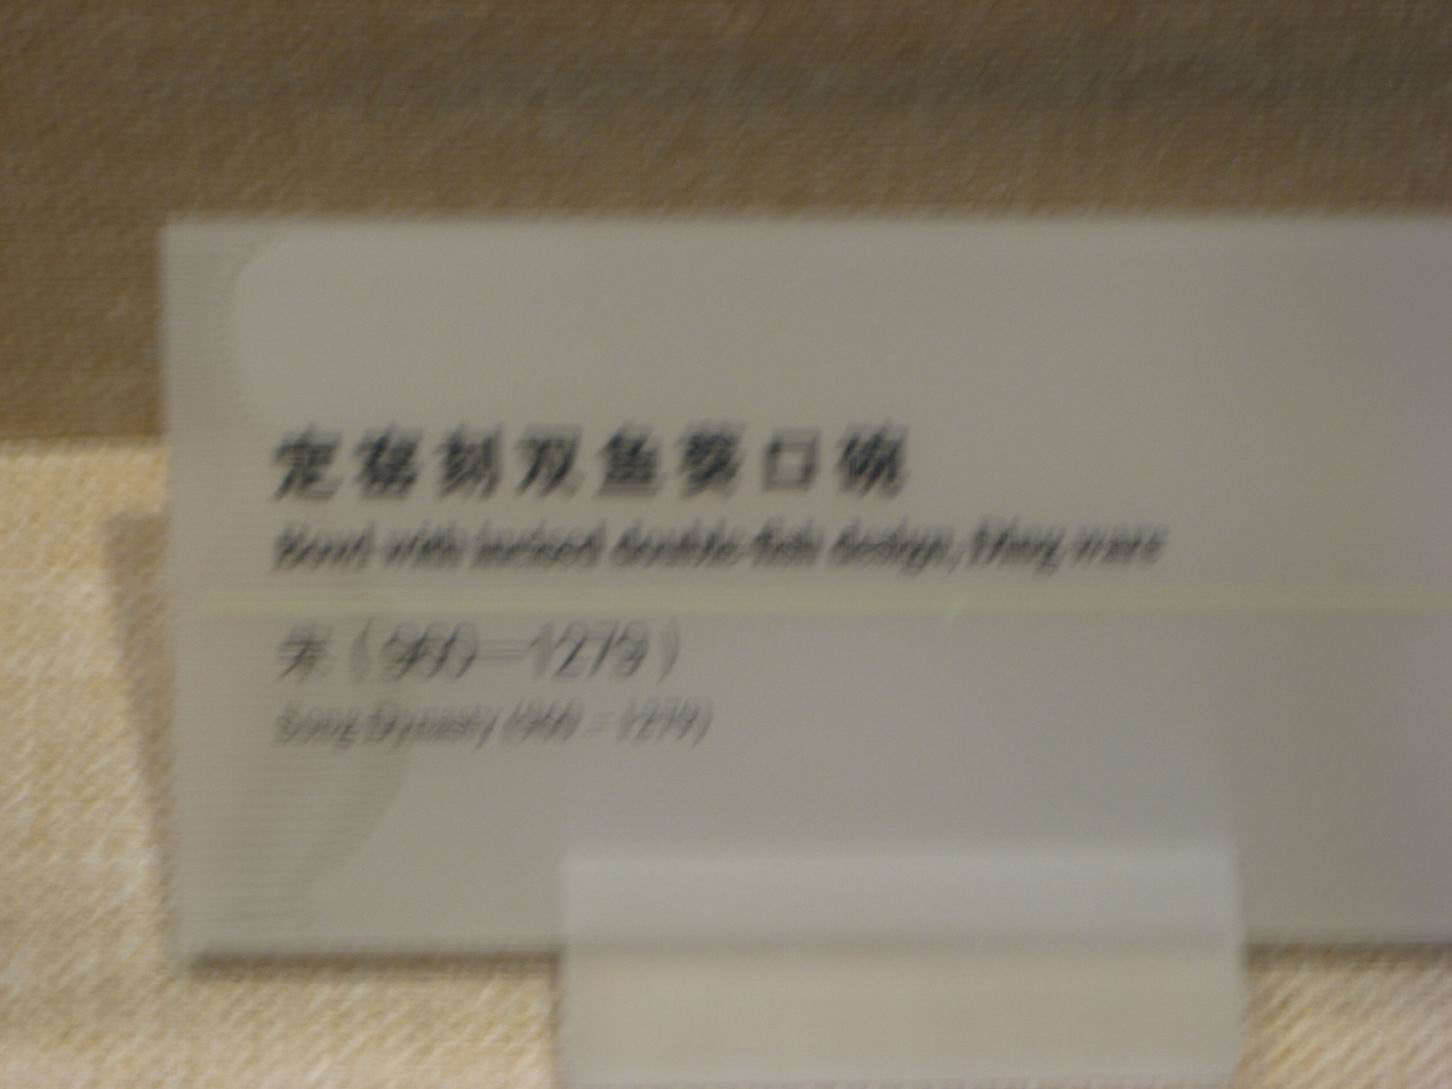 定窑刻双鱼葵口碗
Bowl with incised double-fish design, Ding ware
宋（960—1279）
Song Dynasty (960 – 1279)